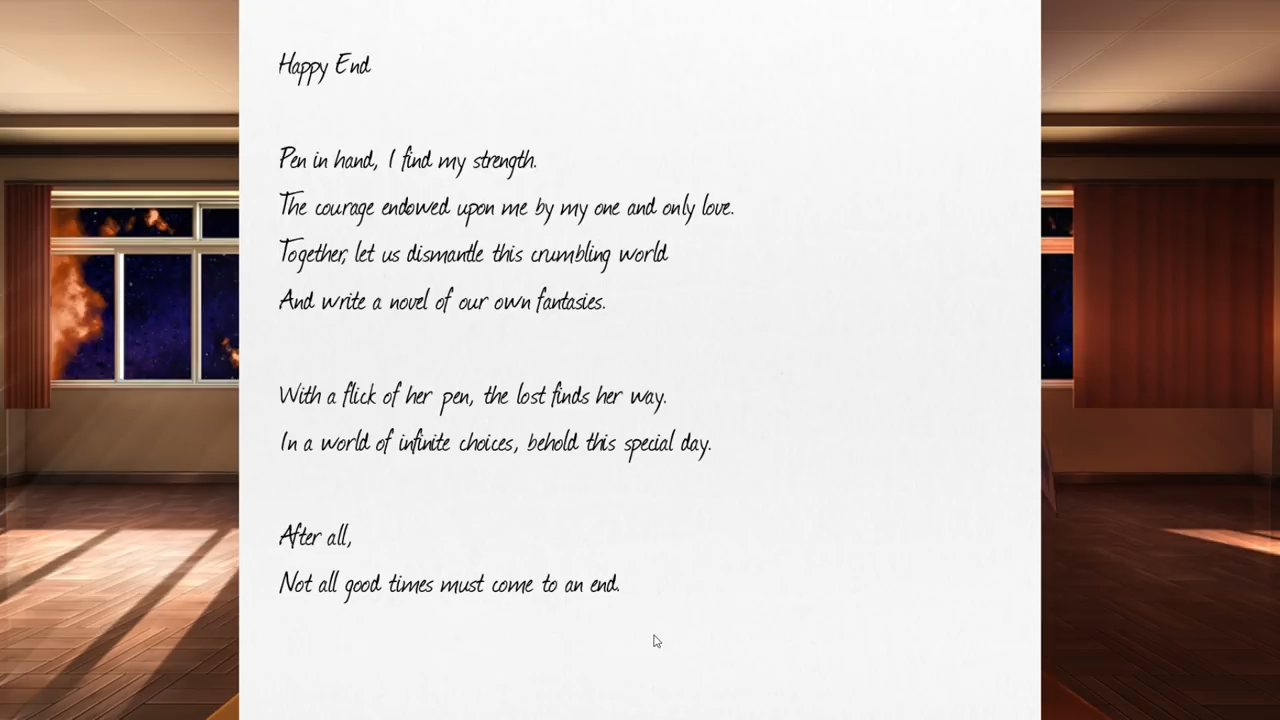 Happy End
Pen in hand, I find my strength.
The courage endowed upon me by my one and only love.
Together, let us dismantle this crumbling world
And write a novel of our own fantasies.
With a flick of her pen, the lost finds her way.
In a world of infinite choices, behold this special day.
After all,
Not all good times must come to an end.